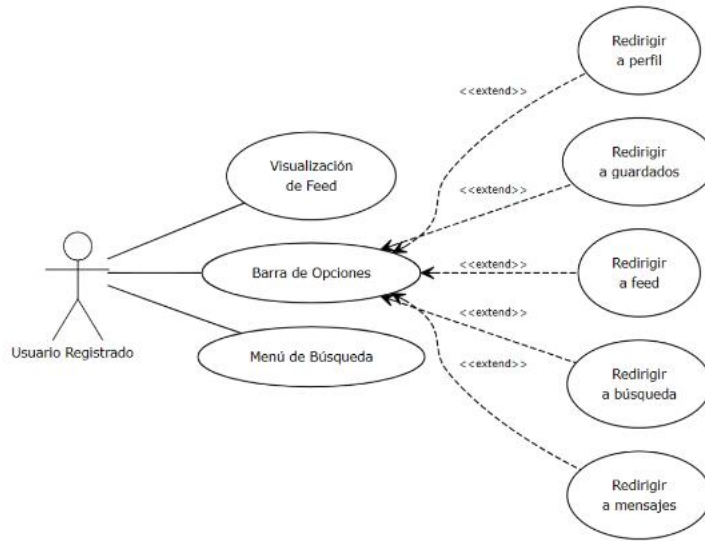 Redirigir
a perfil
<<extend>>
Visualización
de Feed
Redirigir
a guardados
<<extend>>
Usuario Registrado
Barra de Opciones
<<extend>>
Redirigir
a feed
<<extend>>
Menú de Búsqueda
<<extend>>
Redirigir
a búsqueda
Redirigir
a mensajes